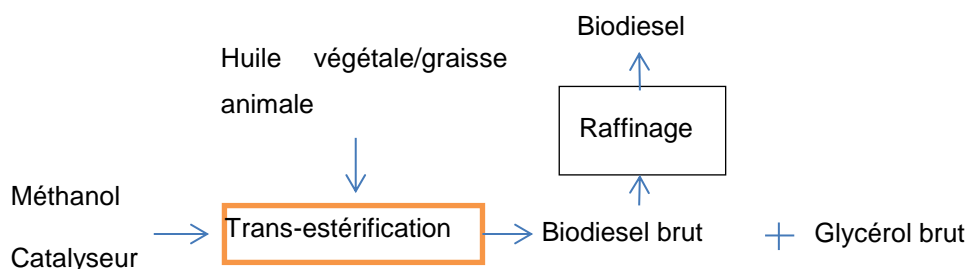 Biodiesel
Huile végétale/graisse
animale
Raffinage
Méthanol
Trans-estérification
Biodiesel brut
Glycérol brut
Catalyseur